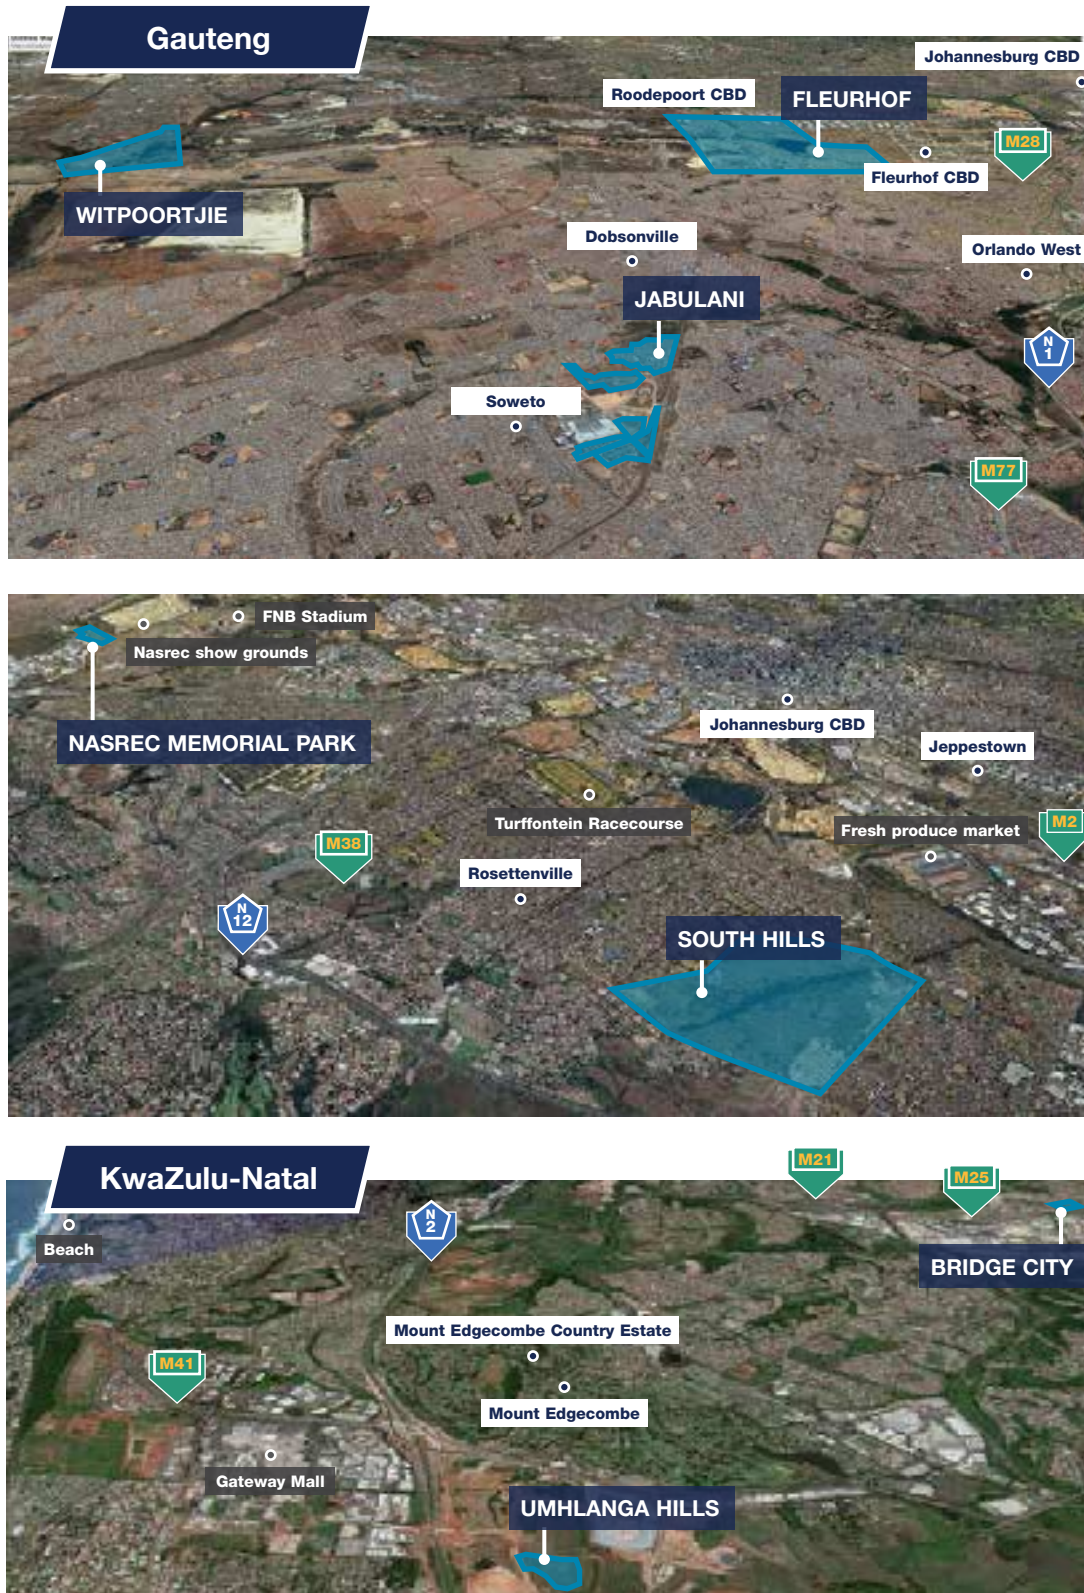 Gauteng
Johannesburg CBD
Roodepoort CBD
FLEURHOF
M28
Fleurhof CBD
WITPOORTJIE
Dobsonville
Orlando West
JABULANI
N
1
Soweto
M77
FNB Stadium
Nasrec show grounds
NASREC MEMORIAL PARK
Johannesburg CBD
Jeppestown
Turffontein Racecourse
Fresh produce market
M2
M38
Rosettenville
N
12
SOUTH HILLS
KwaZulu-Natal
M21
M25
N
2
Beach
BRIDGE CITY
Mount Edgecombe Country Estate
M41
Mount Edgecombe
Gateway Mall
UMHLANGA HILLS